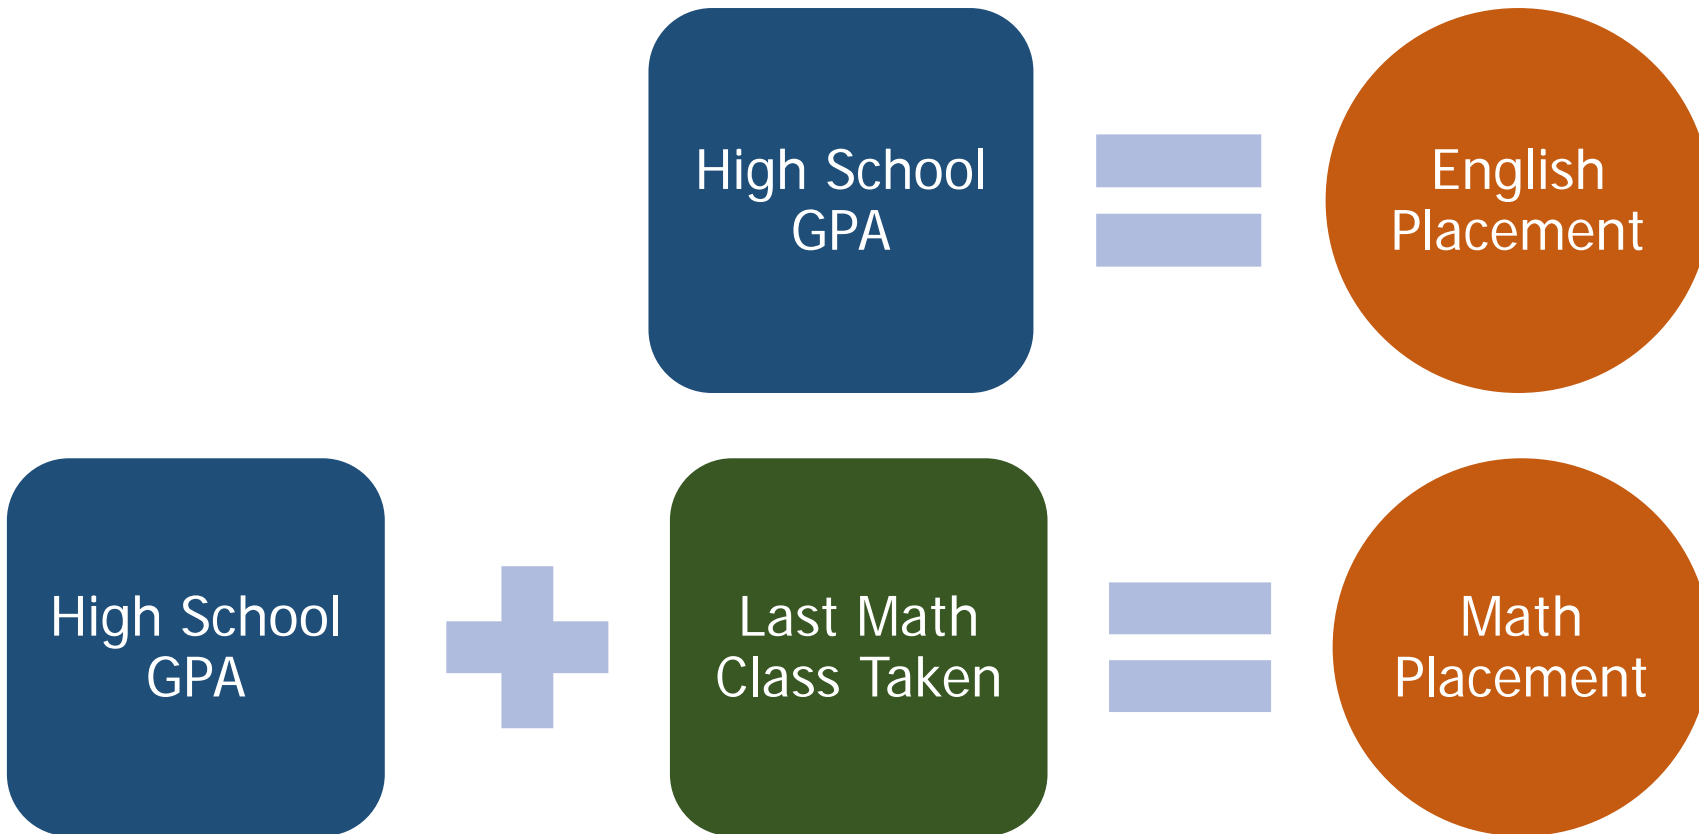 High School
GPA
English
Placement
High School
GPA
Last Math
Class Taken
Math
Placement